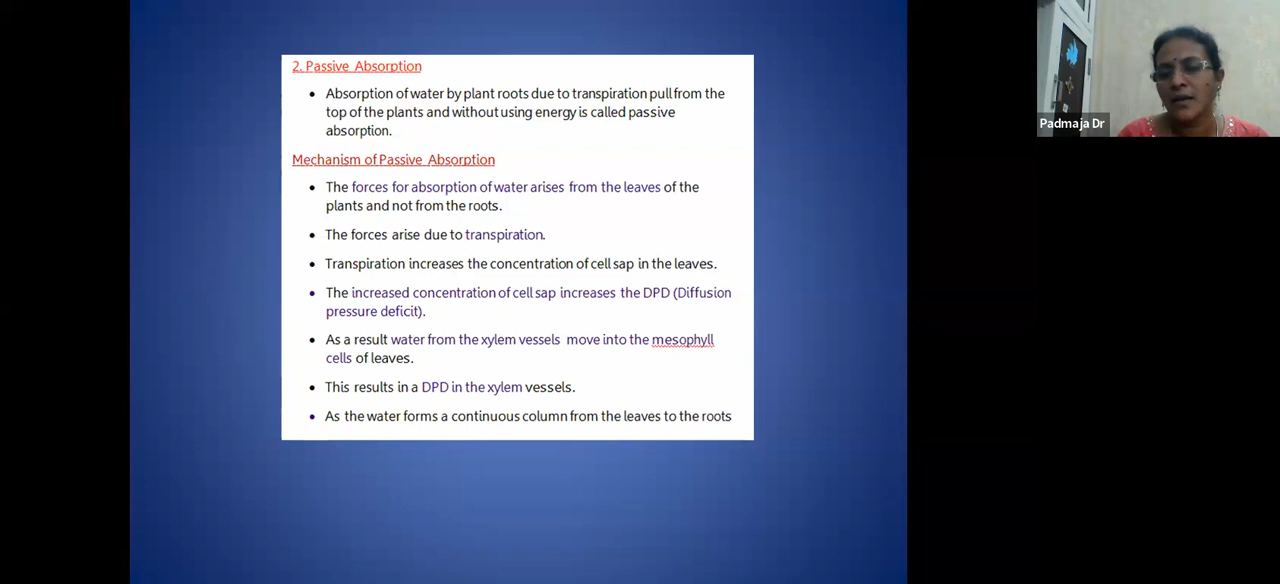 2. Passive Absorption
• Absorption of water by plant roots due to transpiration pull from the
top of the plants and without using energy is called passive
absorption.
Mechanism of Passive Absorption
• The forces for absorption of water arises from the leaves of the
plants and not from the roots.
• The forces arise due to transpiration.
• Transpiration increases the concentration of cell sap in the leaves.
• The increased concentration of cell sap increases the DPD (Diffusion
pressure deficit).
• As a result water from the xylem vessels move into the mesophyll
cells of leaves.
• This results in a DPD in the xylem vessels.
• As the water forms a continuous column from the leaves to the roots
Padmaja Dr